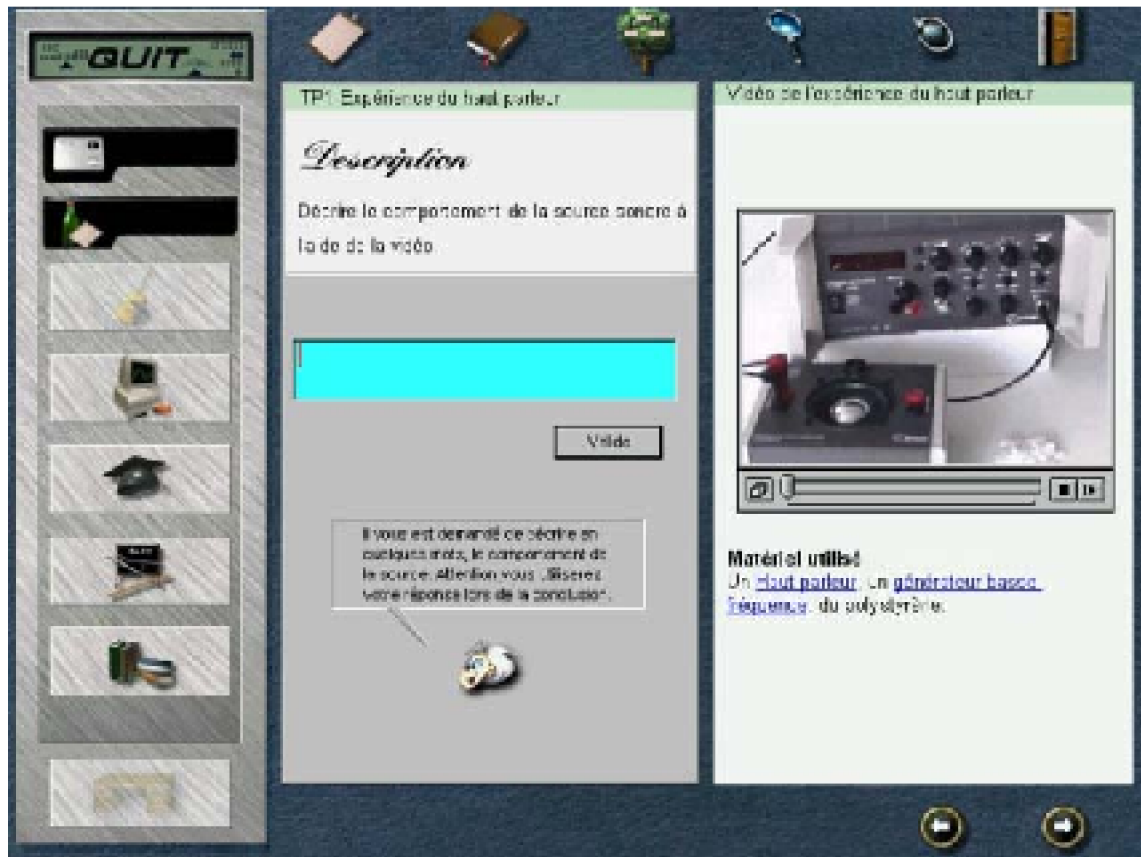 QUIT
TP1 Expérience du haut parleur
Description
Décrire le comportement de la source sonore à
l'aide de la vidéo.
Valide
Il vous est demandé de décrire en
quelques mots, le comportement de
la source. Attention vous utiliserez
votre réponse lors de la conclusion.
Vidéo de l'expérience du haut parleur
Matériel utilisé
Un Haut parleur, un générateur basse
fréquence, du polystyrène.